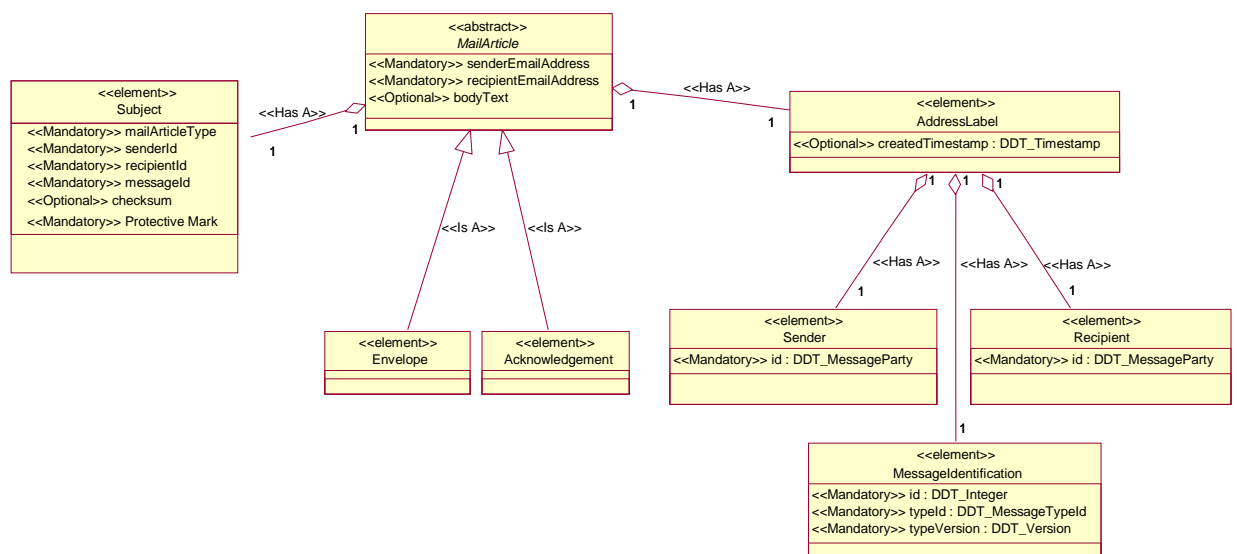 <<abstract>>
MailArticle
<<Mandatory>> senderEmailAddress
<<Mandatory>> recipientEmailAddress
<<Optional>> bodyText
<<element>>
Subject
<<Mandatory>> mailArticleType
<<Mandatory>> senderId
<<Mandatory>> recipientId
<<Mandatory>> messageId
<<Optional>> checksum
<<Mandatory>> Protective Mark
<<Has A>>
1
1
<<Has A>>
1
1
<<element>>
AddressLabel
<<Optional>> createdTimestamp : DDT_Timestamp
1
1
1
<<Is A>>
<<Is A>>
<<Has A>>
<<Has A>>
<<Has A>>
1
1
<<element>>
Envelope
<<element>>
Acknowledgement
<<element>>
Sender
<<Mandatory>> id : DDT_MessageParty
<<element>>
Recipient
<<Mandatory>> id : DDT_MessageParty
1
<<element>>
MessageIdentification
<<Mandatory>> id : DDT_Integer
<<Mandatory>> typeId : DDT_MessageTypeId
<<Mandatory>> typeVersion : DDT_Version